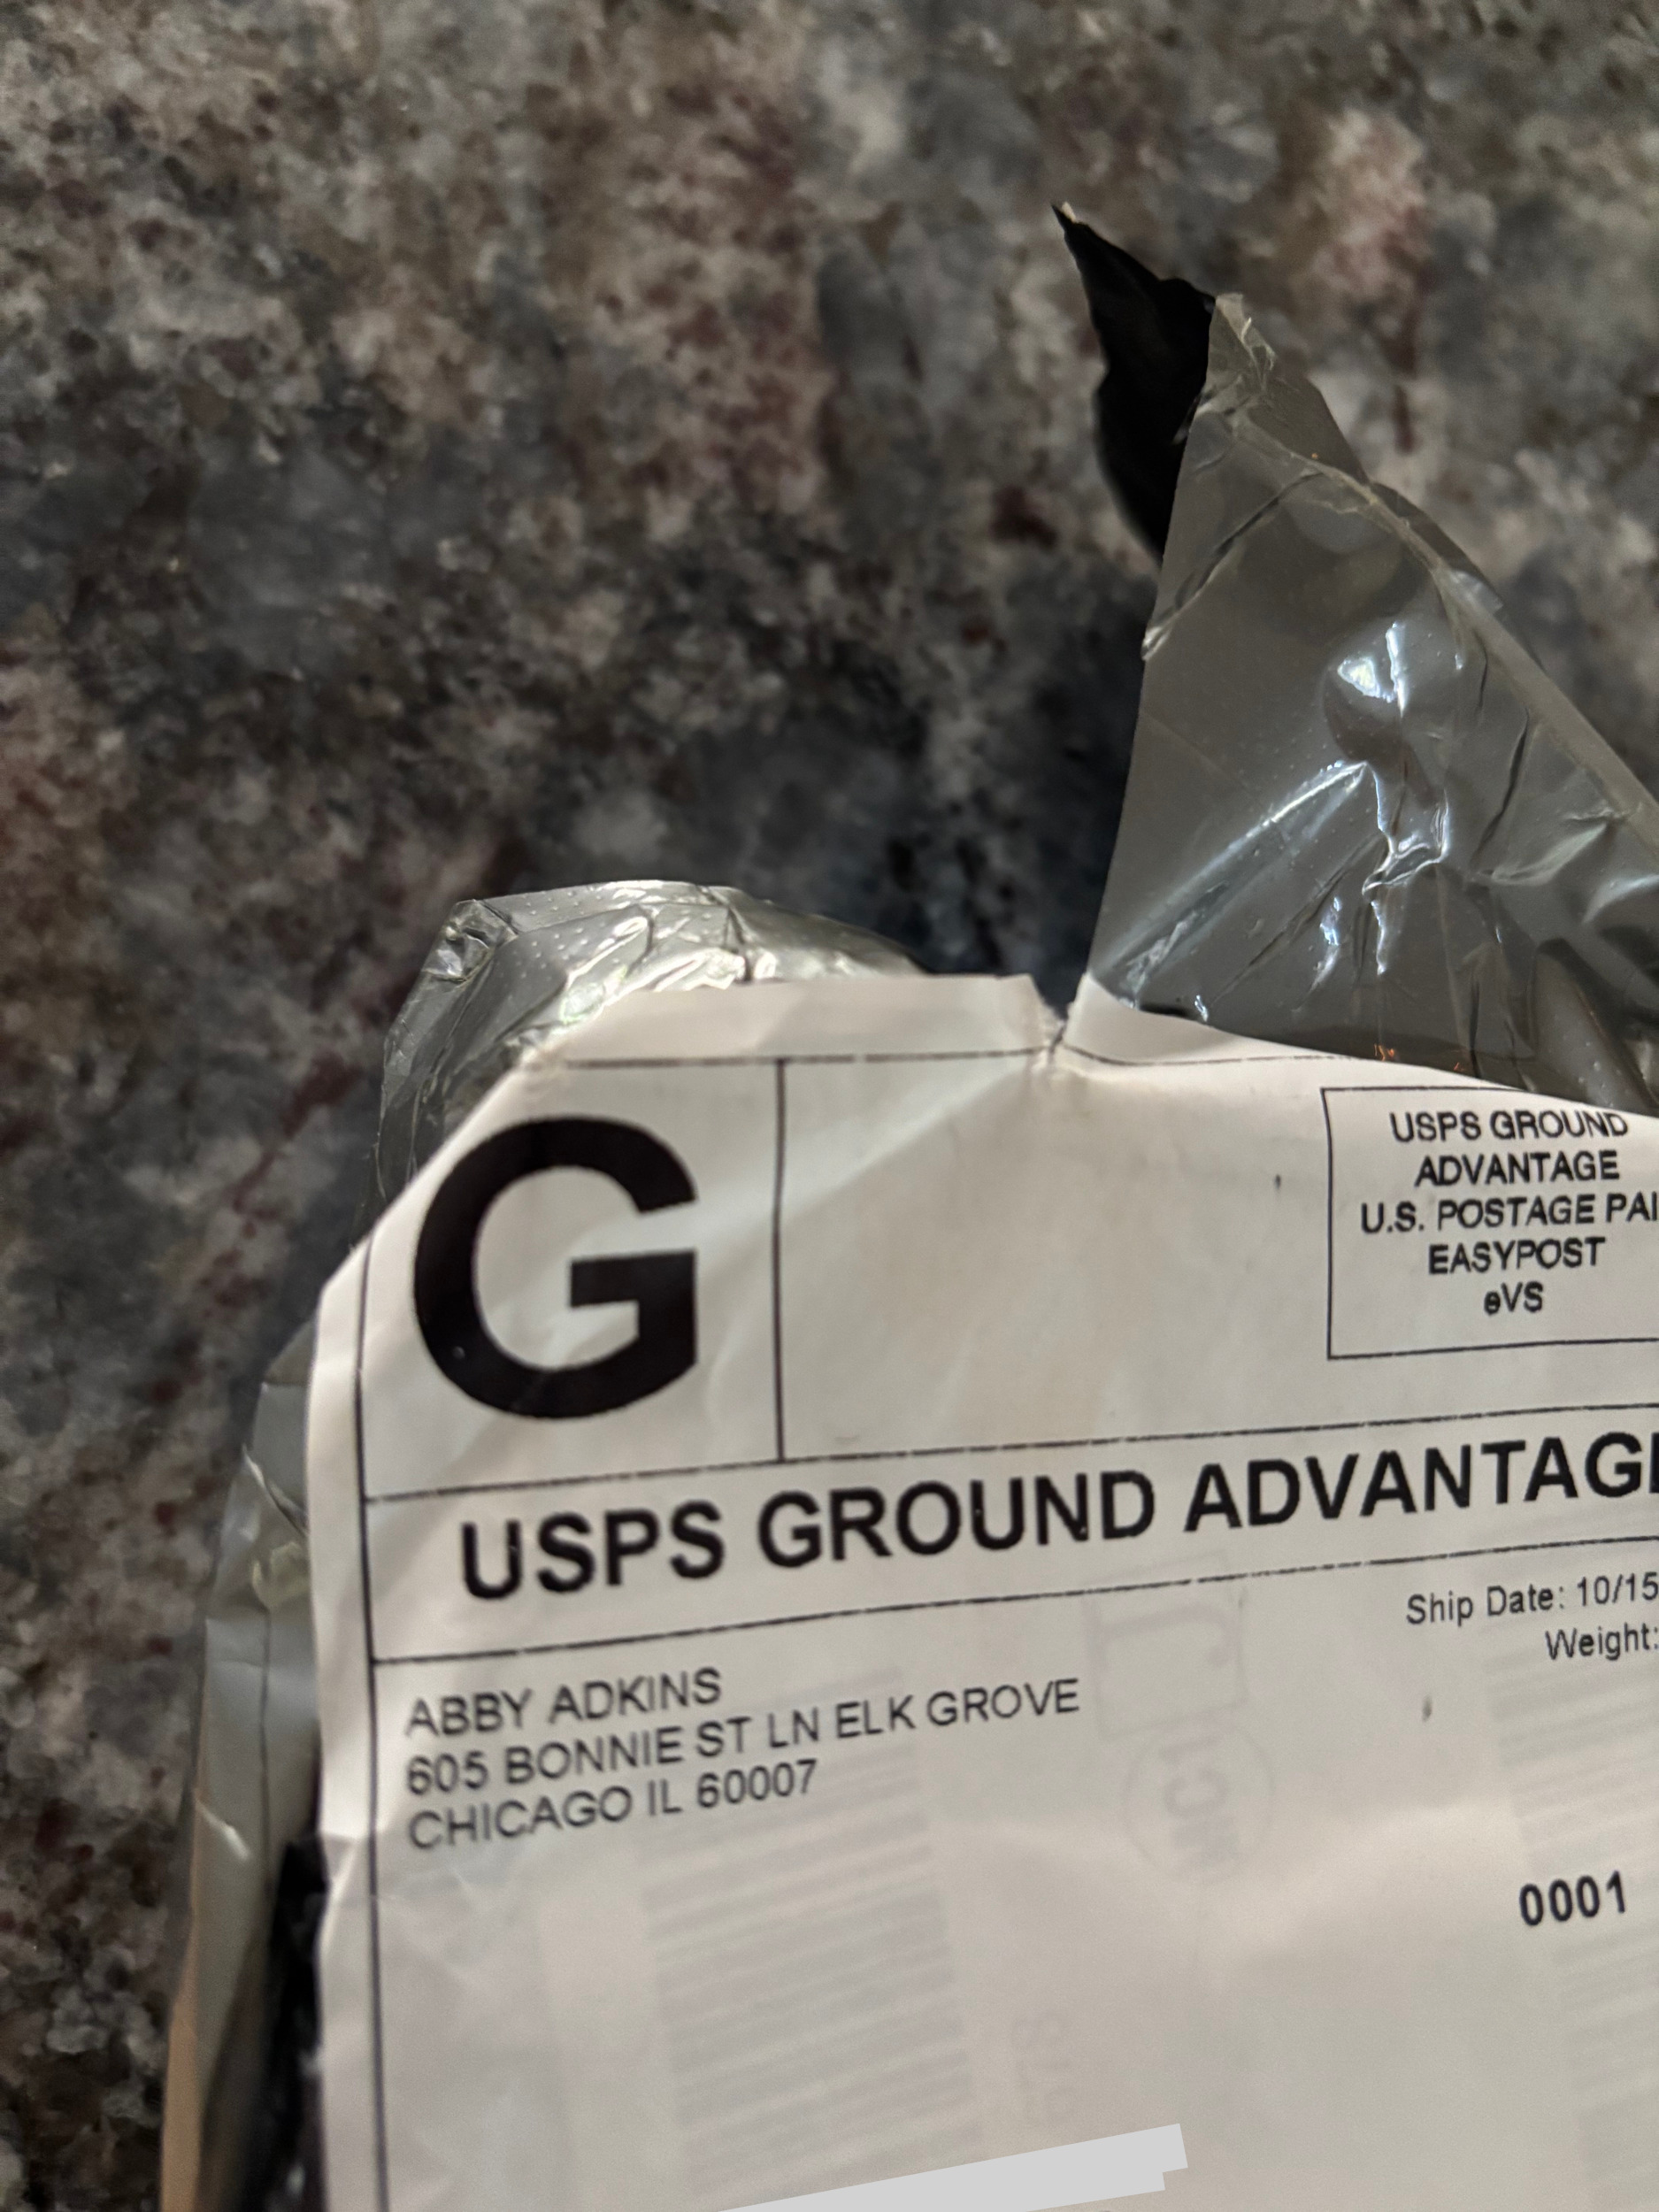 G
USPS GROUND
ADVANTAGE
U.S. POSTAGE PAI
EASYPOST
eVS
USPS GROUND ADVANTAGE
Ship Date: 10/15
Weight:
ABBY ADKINS
605 BONNIE ST LN ELK GROVE
CHICAGO IL 60007
0001